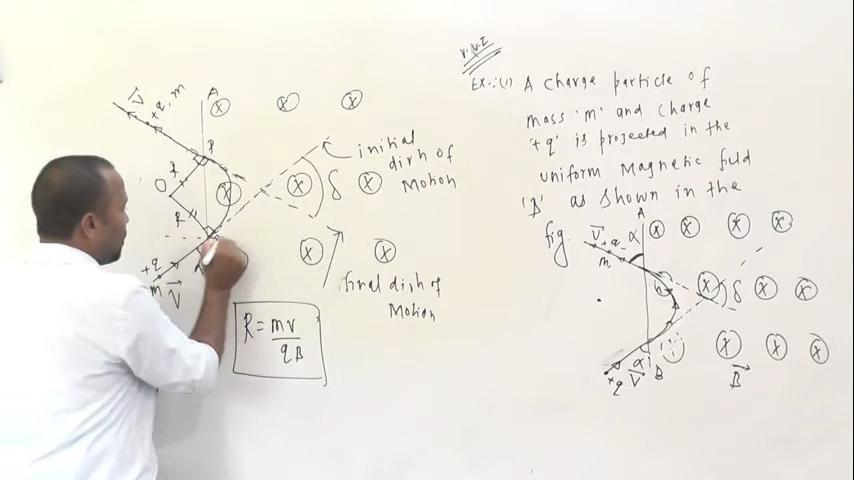 V.V.I
Ex.:(1) A charge particle of
mass 'm' and charge
'+q' is projected in the
uniform Magnetic field
'B' as shown in the
fig.
A
V
+q, m
R
R
O
R
+q
m
V
initial
dirn of
Motion
δ
final dirn of
Motion
R = mv
qB
A
V
+q
m
α
δ
α
B
+q
V
B